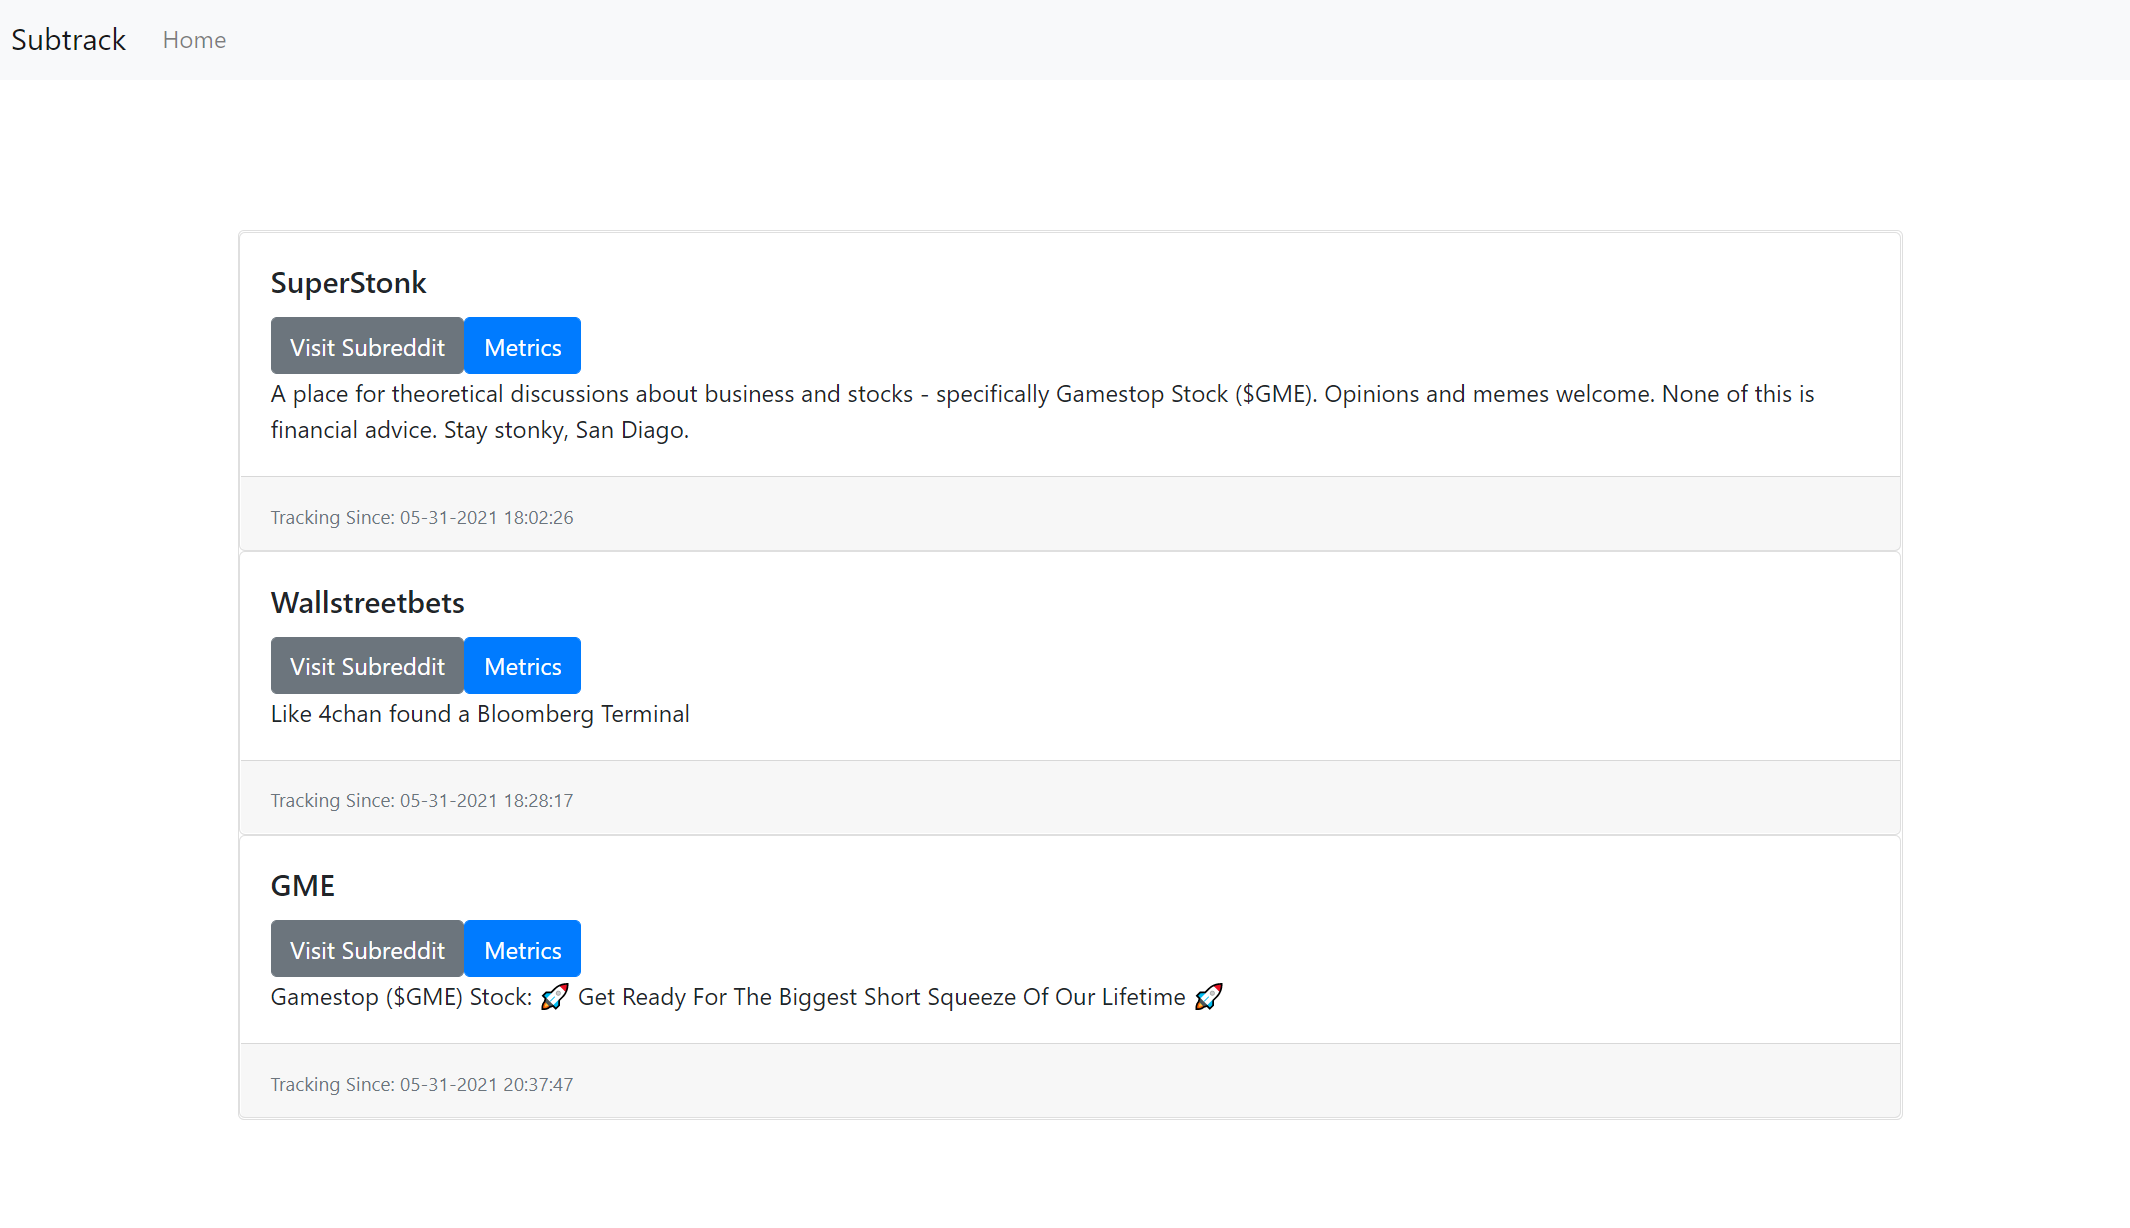 Subtrack Home
SuperStonk
Visit Subreddit Metrics
A place for theoretical discussions about business and stocks - specifically Gamestop Stock ($GME). Opinions and memes welcome. None of this is
financial advice. Stay stonky, San Diago.
Tracking Since: 05-31-2021 18:02:26
Wallstreetbets
Visit Subreddit Metrics
Like 4chan found a Bloomberg Terminal
Tracking Since: 05-31-2021 18:28:17
GME
Visit Subreddit Metrics
Gamestop ($GME) Stock: 🚀 Get Ready For The Biggest Short Squeeze Of Our Lifetime 🚀
Tracking Since: 05-31-2021 20:37:47